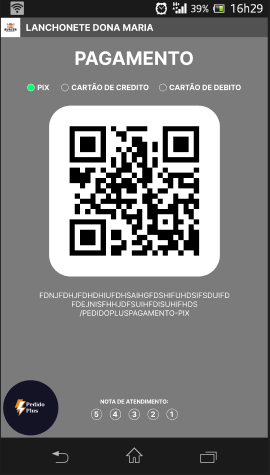 39% 16h29
LANCHONETE DONA MARIA
PAGAMENTO
PIX CARTÃO DE CREDITO CARTÃO DE DEBITO
FDNJFDHJFDHDHIUFDHSAIHGFDSHIFUHDSIFSDUIFD
FDEJNISFHHJDFSUIHFDISUHIFHDS
/PEDIDOPLUSPAGAMENTO-PIX
Pedido
Plus
NOTA DE ATENDIMENTO:
5 4 3 2 1